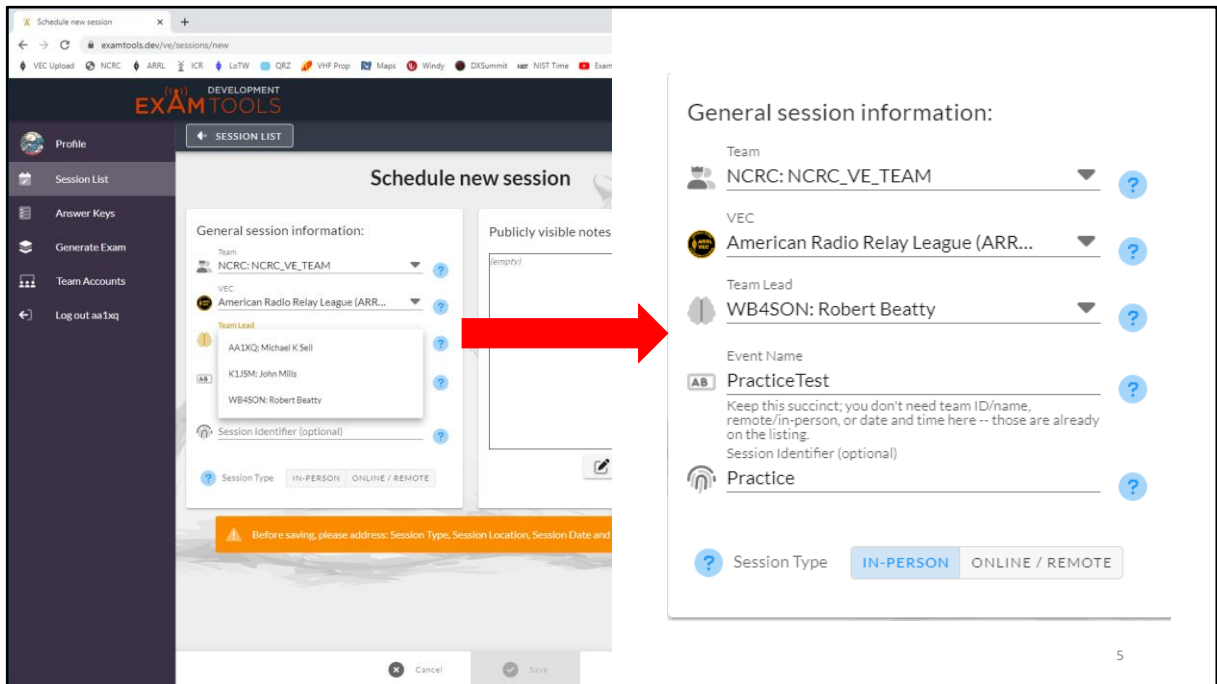 Schedule new session
examtools.dev/ve/sessions/new
VEC Upload NCRC ARRL ICR LoTW QRZ VHF Prop Maps Windy DXSummit NIST Time Exam
DEVELOPMENT
EXAMTOOLS
Profile
Session List
Answer Keys
Generate Exam
Team Accounts
Log out aa1xq
SESSION LIST
Schedule new session
General session information:
Team
NCRC: NCRC_VE_TEAM
VEC
American Radio Relay League (ARR...
Team Lead
AA1XQ: Michael K Sell
K1JSM: John Mills
WB4SON: Robert Beatty
AB
Session Identifier (optional)
Session Type IN-PERSON ONLINE / REMOTE
Publicly visible notes
(empty)
Before saving, please address: Session Type, Session Location, Session Date and
Cancel Save
General session information:
Team
NCRC: NCRC_VE_TEAM
VEC
American Radio Relay League (ARR...
Team Lead
WB4SON: Robert Beatty
Event Name
AB PracticeTest
Keep this succinct; you don't need team ID/name,
remote/in-person, or date and time here -- those are already
on the listing.
Session Identifier (optional)
Practice
Session Type IN-PERSON ONLINE / REMOTE
5